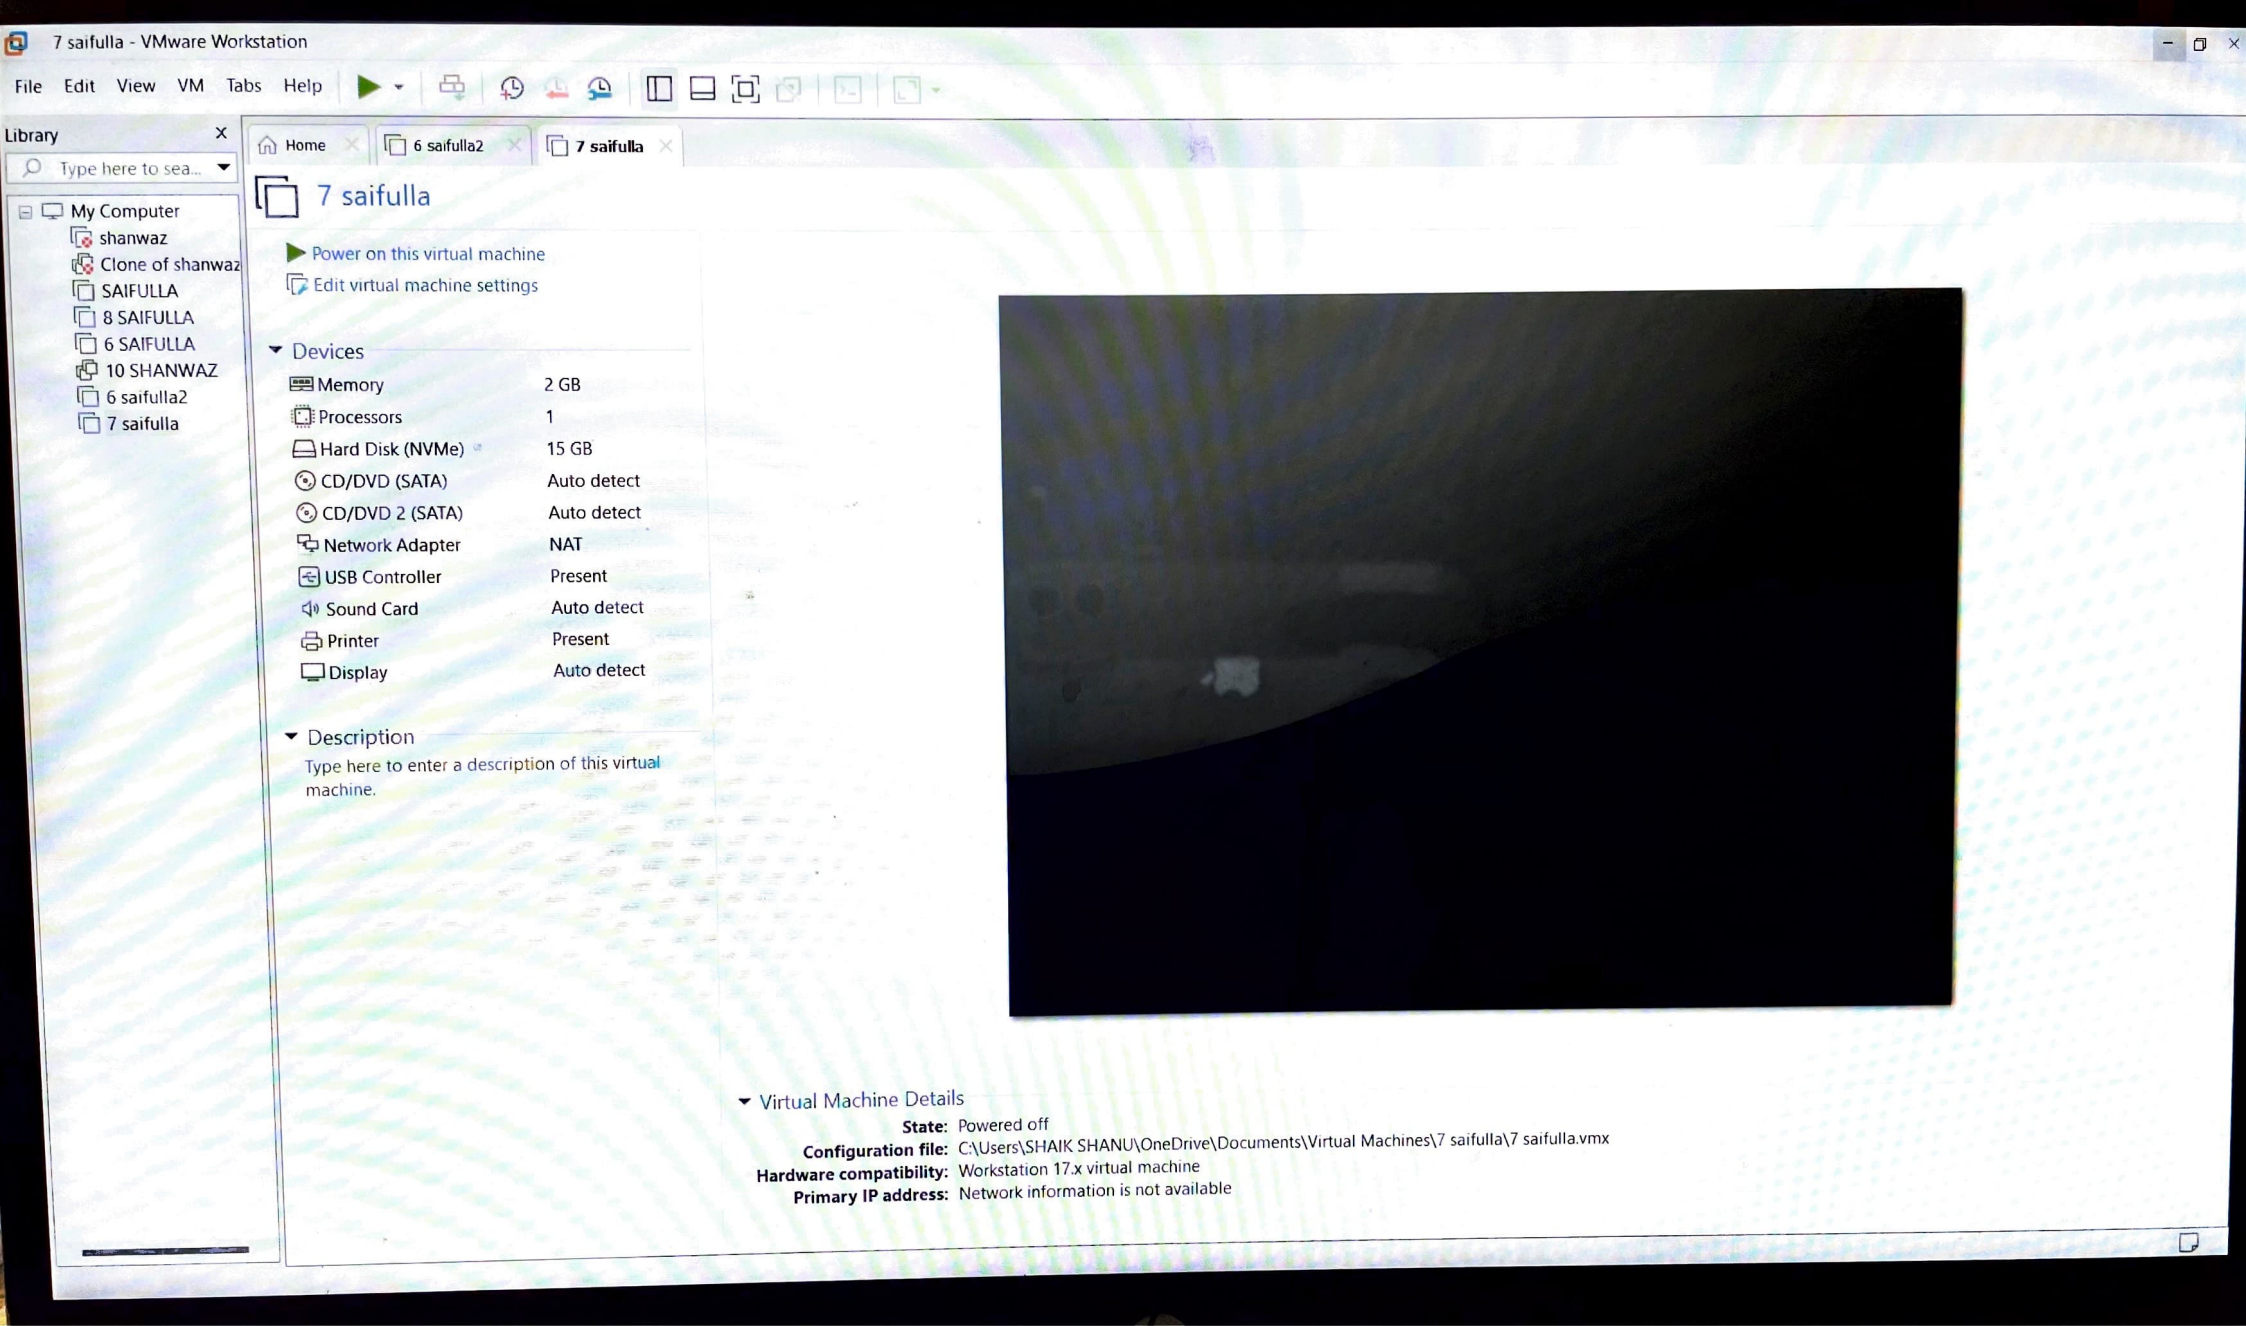 7 saifulla - VMware Workstation
File Edit View VM Tabs Help
Library
Type here to sea...
My Computer
shanwaz
Clone of shanwaz
SAIFULLA
8 SAIFULLA
6 SAIFULLA
10 SHANWAZ
6 saifulla2
7 saifulla
Home
6 saifulla2
7 saifulla
7 saifulla
Power on this virtual machine
Edit virtual machine settings
Devices
Memory 2 GB
Processors 1
Hard Disk (NVMe) 15 GB
CD/DVD (SATA) Auto detect
CD/DVD 2 (SATA) Auto detect
Network Adapter NAT
USB Controller Present
Sound Card Auto detect
Printer Present
Display Auto detect
Description
Type here to enter a description of this virtual
machine.
Virtual Machine Details
State: Powered off
Configuration file: C:\Users\SHAIK SHANU\OneDrive\Documents\Virtual Machines\7 saifulla\7 saifulla.vmx
Hardware compatibility: Workstation 17.x virtual machine
Primary IP address: Network information is not available